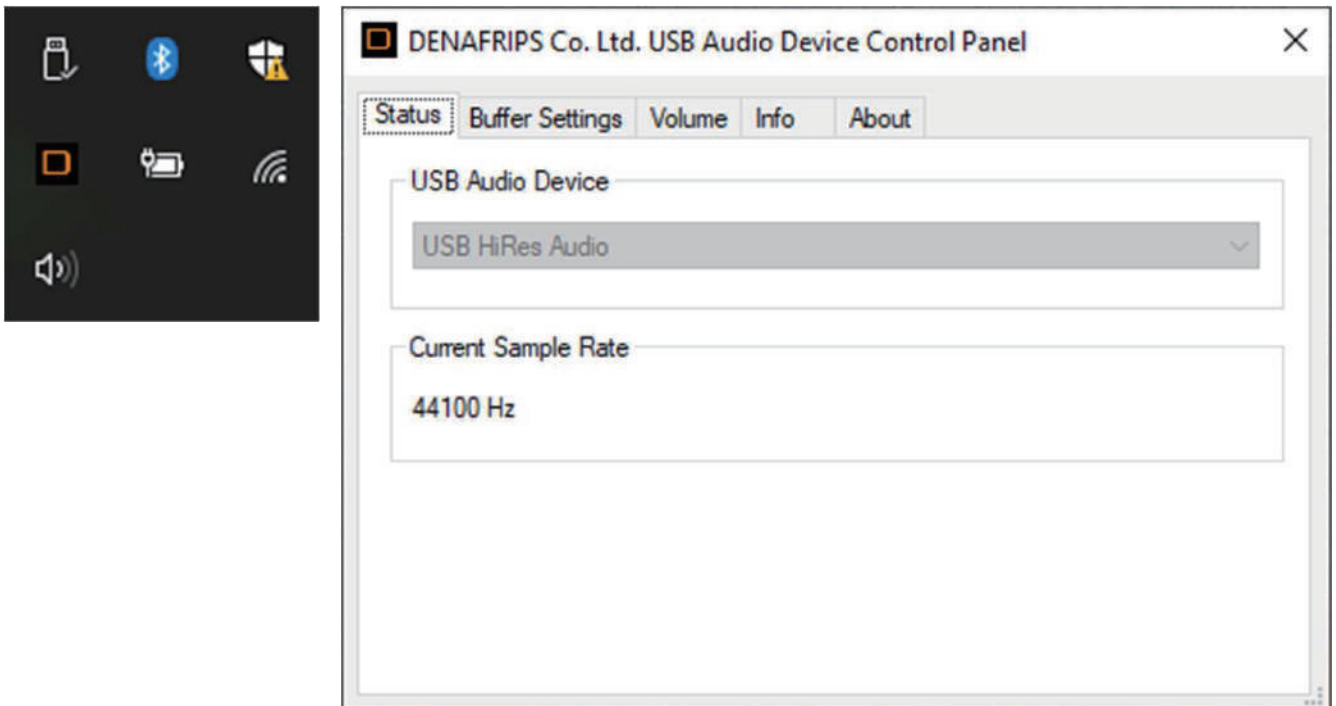 DENAFRIPS Co. Ltd. USB Audio Device Control Panel
Status Buffer Settings Volume Info About
USB Audio Device
USB HiRes Audio
Current Sample Rate
44100 Hz